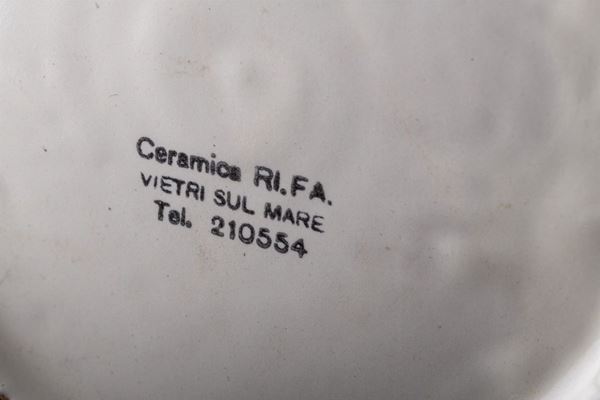 Ceramica RI.FA.
VIETRI SUL MARE
Tel. 210554